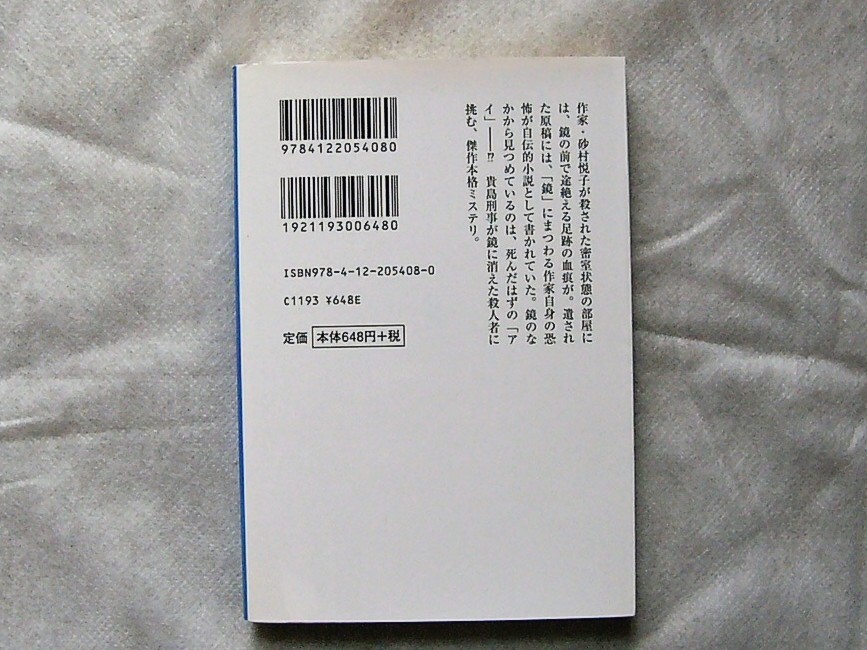 作家・砂村悦子が殺された密室状態の部屋に
は、鏡の前で途絶える足跡の血痕が。遺され
た原稿には、「鏡」にまつわる作家自身の恐
怖が自伝的小説として書かれていた。鏡のな
かから見つめているのは、死んだはずの「ア
イ」――⁉ 貴島刑事が鏡に消えた殺人者に
挑む、傑作本格ミステリ。
9784122054080
1921193006480
ISBN978-4-12-205408-0
C1193 ¥648E
定価 本体648円+税